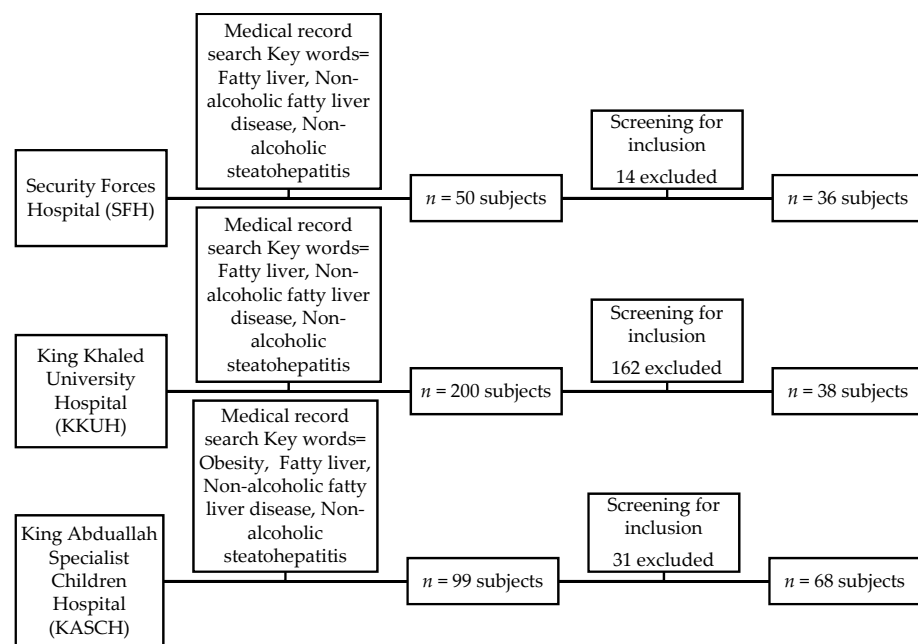 Security Forces
Hospital (SFH)
Medical record
search Key words=
Fatty liver, Non-
alcoholic fatty liver
disease, Non-
alcoholic
steatohepatitis
n = 50 subjects
Screening for
inclusion
14 excluded
n = 36 subjects
King Khaled
University
Hospital
(KKUH)
Medical record
search Key words=
Fatty liver, Non-
alcoholic fatty liver
disease, Non-
alcoholic
steatohepatitis
n = 200 subjects
Screening for
inclusion
162 excluded
n = 38 subjects
King Abduallah
Specialist
Children
Hospital
(KASCH)
Medical record
search Key words=
Obesity, Fatty liver,
Non-alcoholic fatty
liver disease, Non-
alcoholic
steatohepatitis
n = 99 subjects
Screening for
inclusion
31 excluded
n = 68 subjects